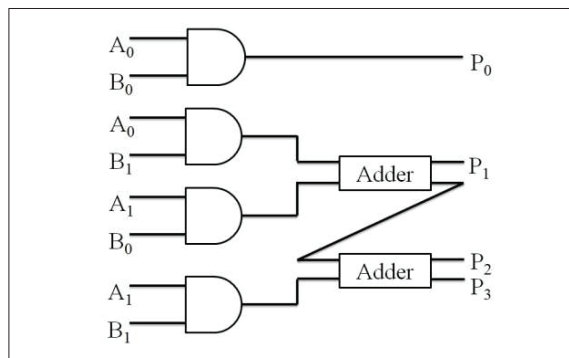 A₀
B₀
P₀
A₀
B₁
Adder
P₁
A₁
B₀
Adder
P₂
P₃
A₁
B₁